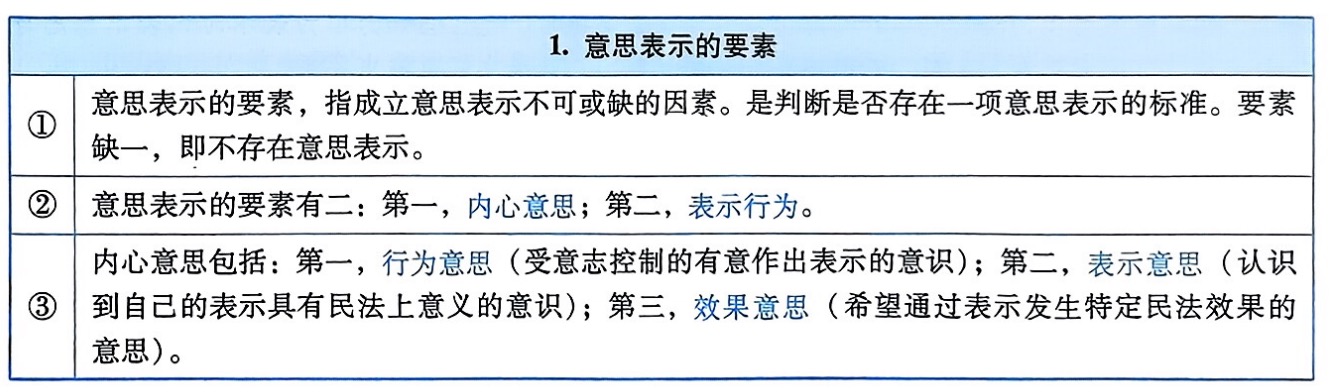 1. 意思表示的要素
① 意思表示的要素，指成立意思表示不可或缺的因素。是判断是否存在一项意思表示的标准。要素
缺一，即不存在意思表示。
② 意思表示的要素有二：第一，内心意思；第二，表示行为。
③ 内心意思包括：第一，行为意思（受意志控制的有意作出表示的意识）；第二，表示意思（认识
到自己的表示具有民法上意义的意识）；第三，效果意思（希望通过表示发生特定民法效果的
意思）。